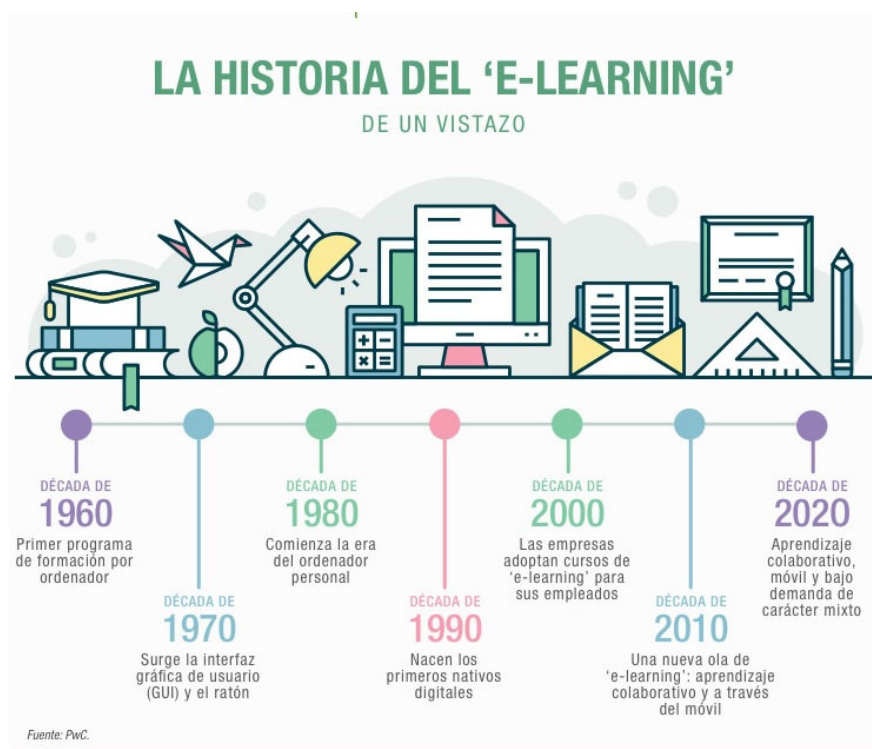 LA HISTORIA DEL ‘E-LEARNING’
DE UN VISTAZO
DÉCADA DE
1960
Primer programa
de formación por
ordenador
DÉCADA DE
1970
Surge la interfaz
gráfica de usuario
(GUI) y el ratón
DÉCADA DE
1980
Comienza la era
del ordenador
personal
DÉCADA DE
1990
Nacen los
primeros nativos
digitales
DÉCADA DE
2000
Las empresas
adoptan cursos de
‘e-learning’ para
sus empleados
DÉCADA DE
2010
Una nueva ola de
‘e-learning’: aprendizaje
colaborativo y a través
del móvil
DÉCADA DE
2020
Aprendizaje
colaborativo,
móvil y bajo
demanda de
carácter mixto
Fuente: PwC.